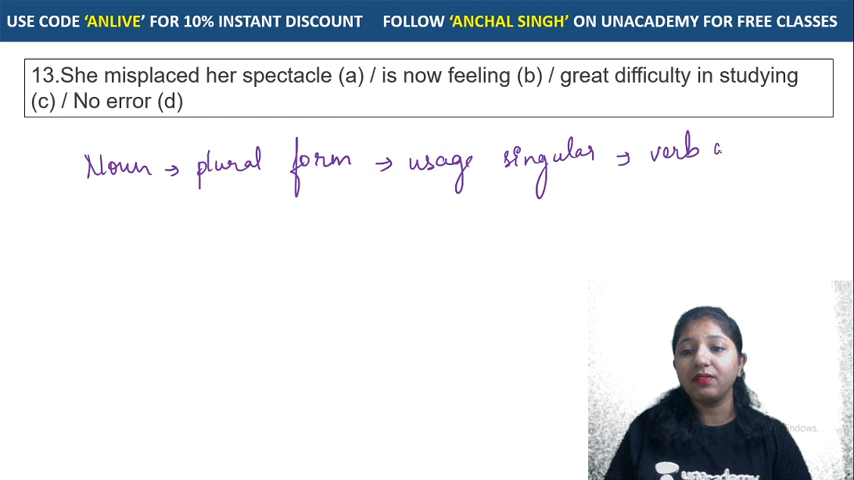 USE CODE ‘ANLIVE’ FOR 10% INSTANT DISCOUNT FOLLOW ‘ANCHAL SINGH’ ON UNACADEMY FOR FREE CLASSES
13.She misplaced her spectacle (a) / is now feeling (b) / great difficulty in studying
(c) / No error (d)
Noun → plural form → usage singular → verb a